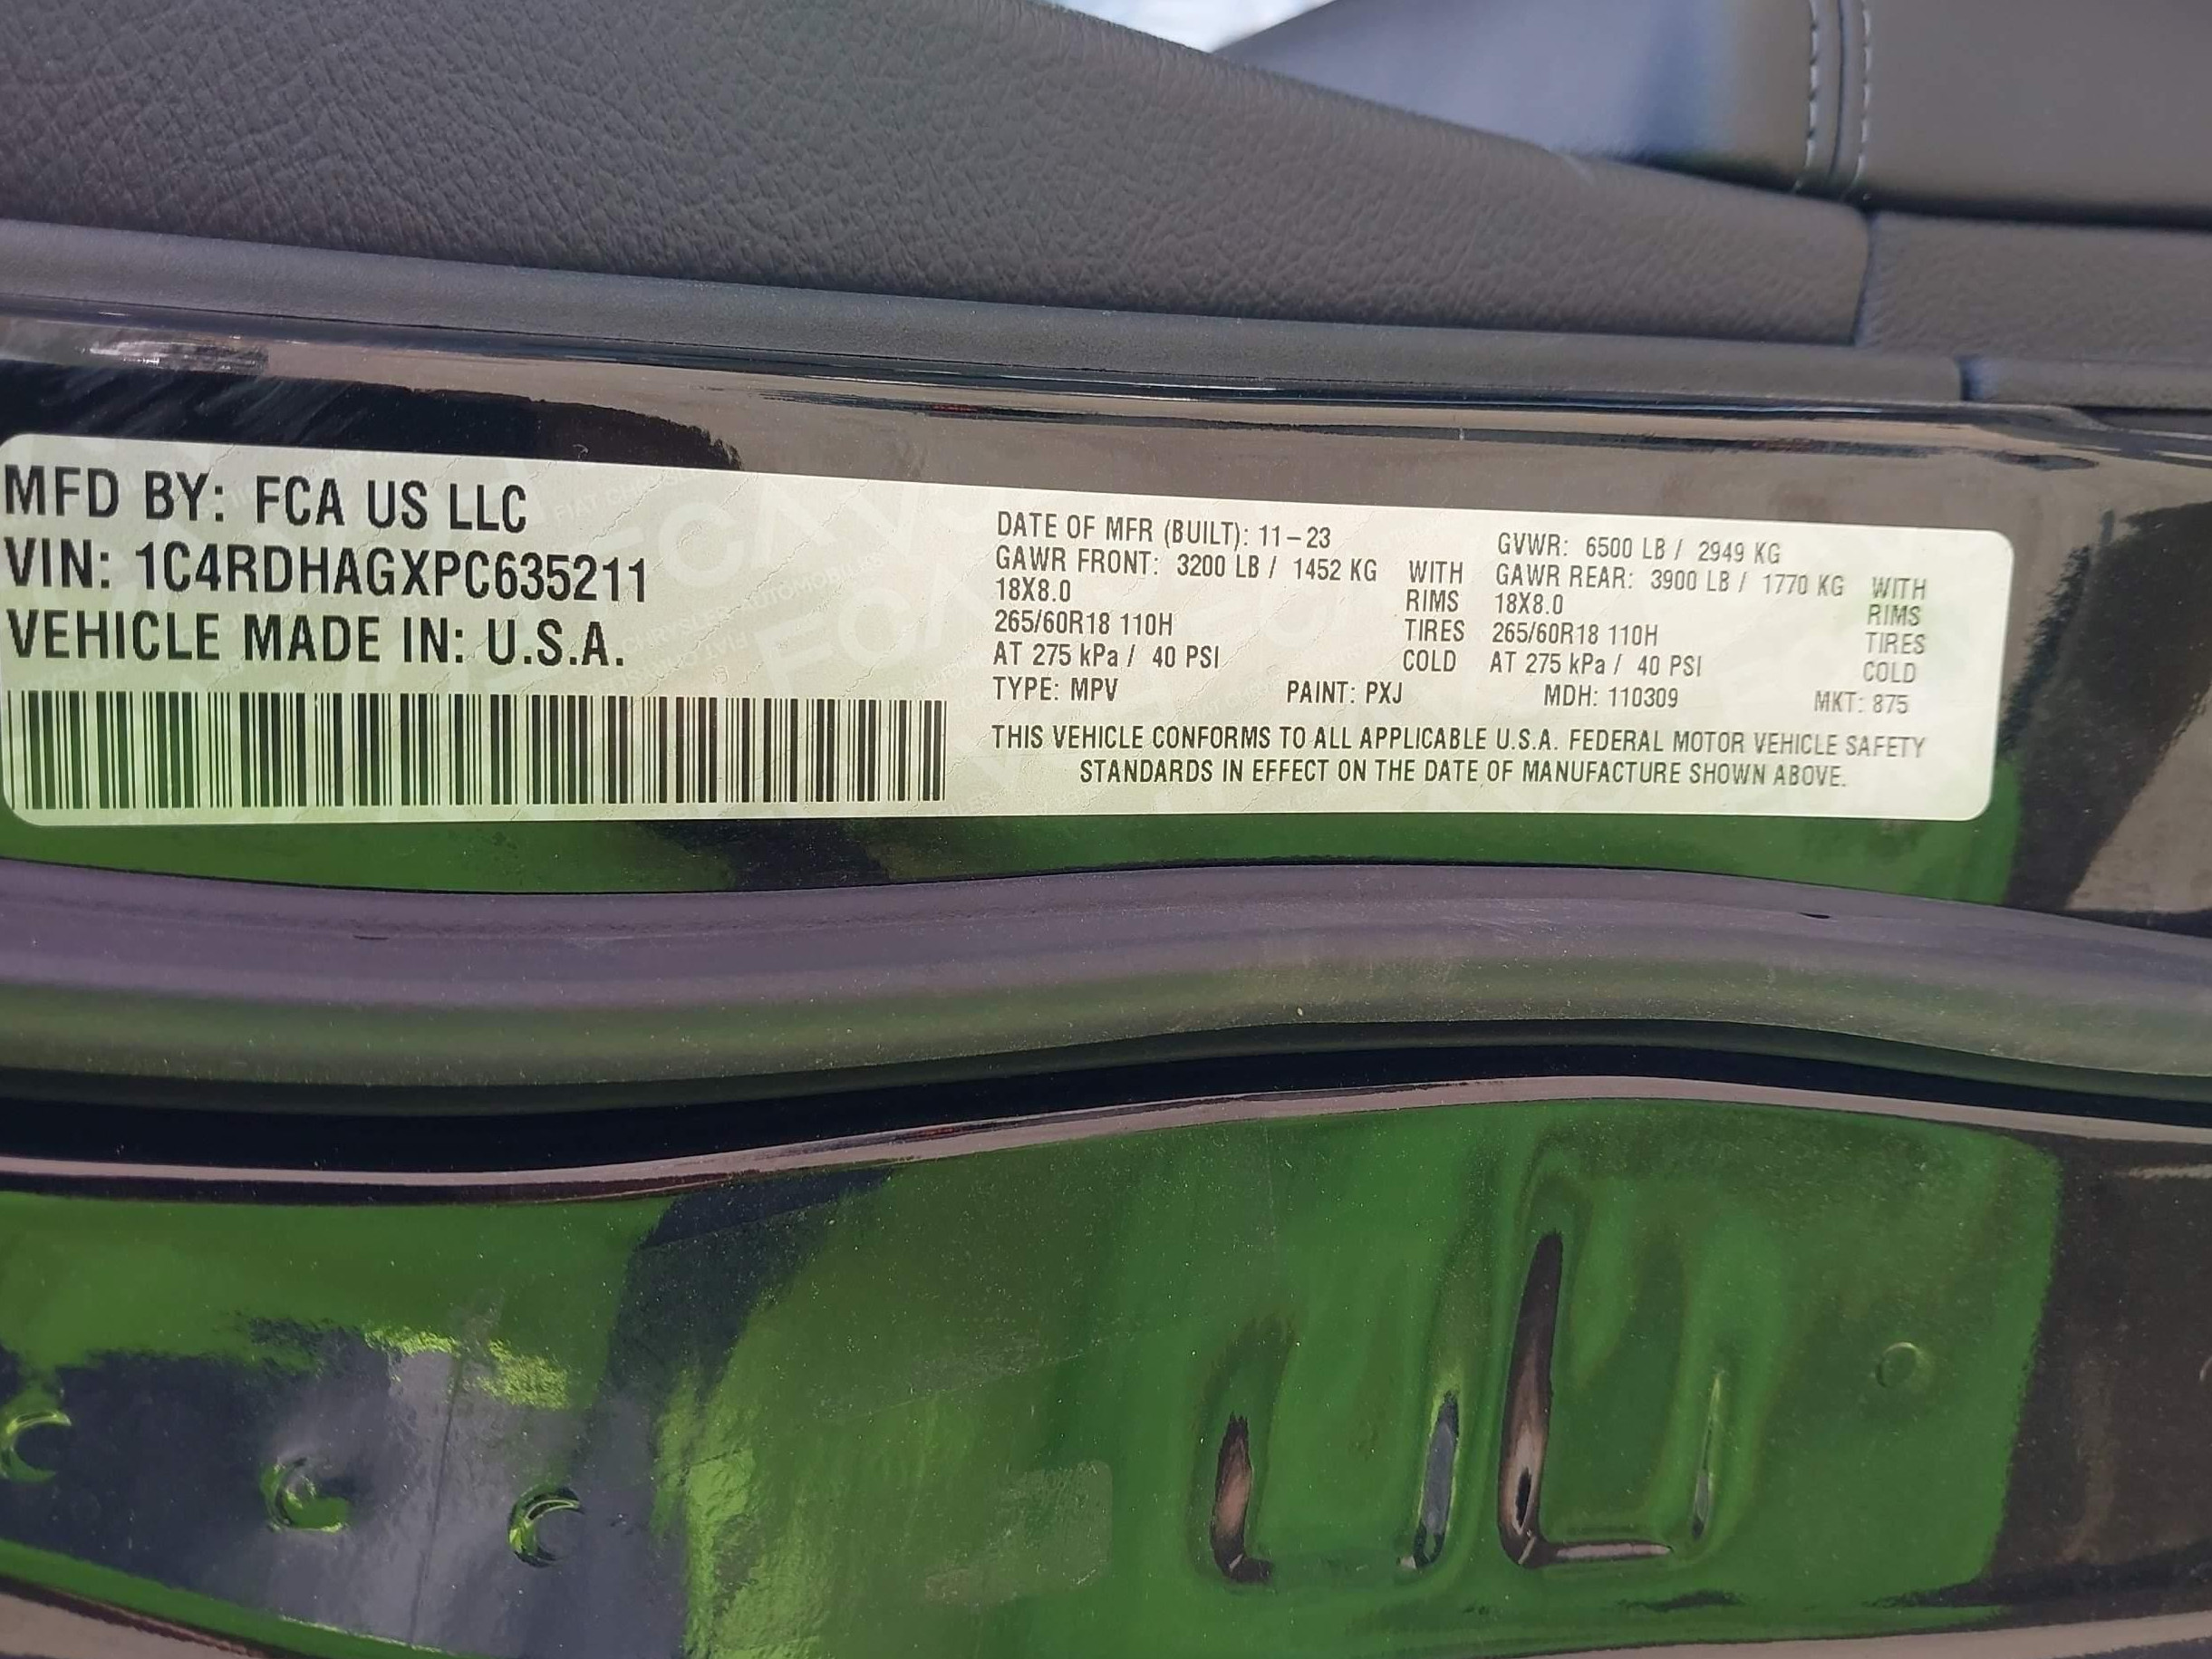 MFD BY: FCA US LLC
VIN: 1C4RDHAGXPC635211
VEHICLE MADE IN: U.S.A.
DATE OF MFR (BUILT): 11-23 GVWR: 6500 LB / 2949 KG
GAWR FRONT: 3200 LB / 1452 KG WITH GAWR REAR: 3900 LB / 1770 KG WITH
18X8.0 RIMS 18X8.0 RIMS
265/60R18 110H TIRES 265/60R18 110H TIRES
AT 275 kPa / 40 PSI COLD AT 275 kPa / 40 PSI COLD
TYPE: MPV PAINT: PXJ MDH: 110309 MKT: 875
THIS VEHICLE CONFORMS TO ALL APPLICABLE U.S.A. FEDERAL MOTOR VEHICLE SAFETY
STANDARDS IN EFFECT ON THE DATE OF MANUFACTURE SHOWN ABOVE.